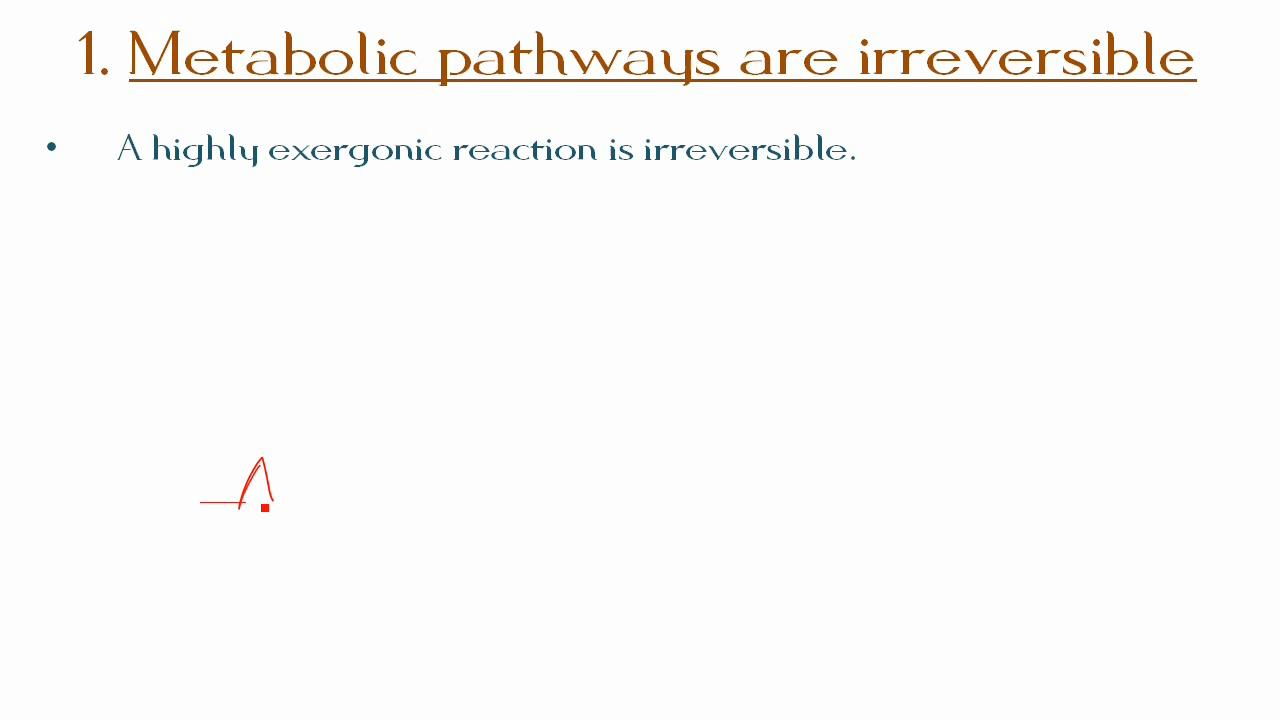 1. Metabolic pathways are irreversible
• A highly exergonic reaction is irreversible.